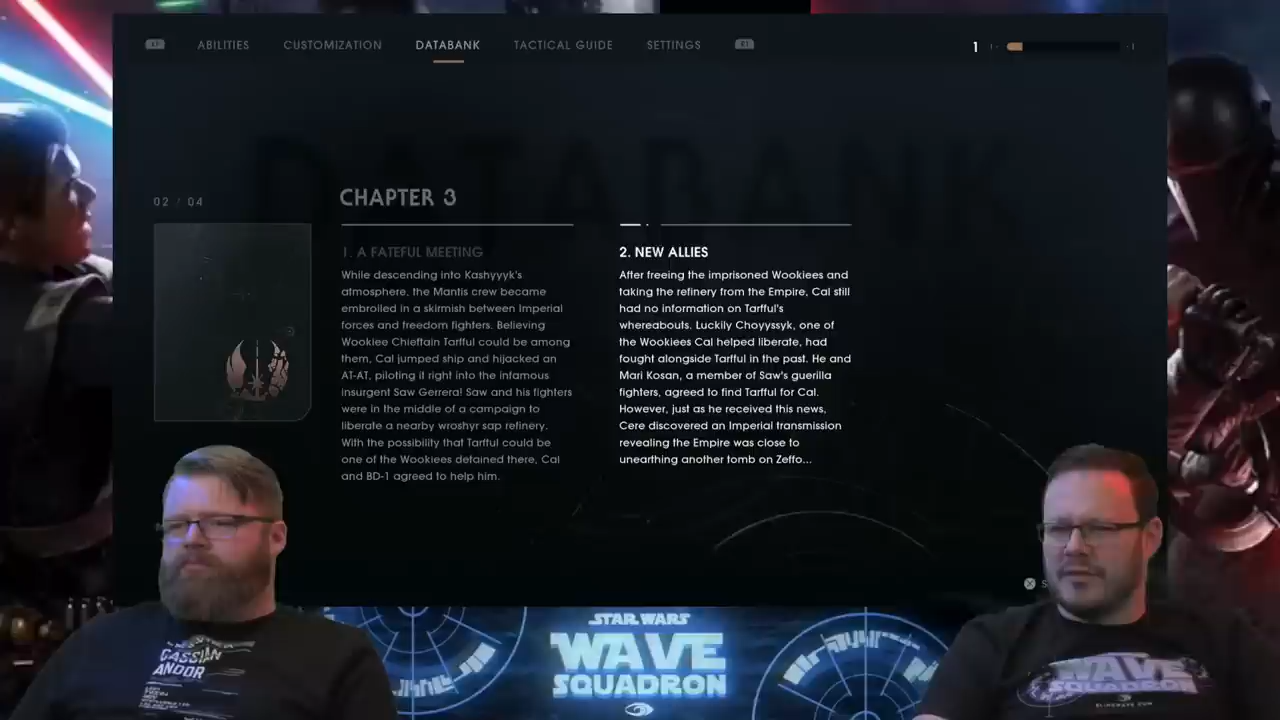 ABILITIES CUSTOMIZATION DATABANK TACTICAL GUIDE SETTINGS
1
DATABANK
02 / 04
CHAPTER 3
1. A FATEFUL MEETING
While descending into Kashyyyk's
atmosphere, the Mantis crew became
embroiled in a skirmish between Imperial
forces and freedom fighters. Believing
Wookiee Chieftain Tarfful could be among
them, Cal jumped ship and hijacked an
AT-AT, piloting it right into the infamous
insurgent Saw Gerrera! Saw and his fighters
were in the middle of a campaign to
liberate a nearby wroshyr sap refinery.
With the possibility that Tarfful could be
one of the Wookiees detained there, Cal
and BD-1 agreed to help him.
2. NEW ALLIES
After freeing the imprisoned Wookiees and
taking the refinery from the Empire, Cal still
had no information on Tarfful's
whereabouts. Luckily Choyyssyk, one of
the Wookiees Cal helped liberate, had
fought alongside Tarfful in the past. He and
Mari Kosan, a member of Saw's guerilla
fighters, agreed to find Tarfful for Cal.
However, just as he received this news,
Cere discovered an Imperial transmission
revealing the Empire was close to
unearthing another tomb on Zeffo...
CASSIAN
ANDOR
STAR WARS
WAVE
SQUADRON
WAVE
SQUADRON